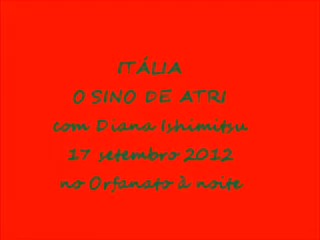 ITÁLIA
O SINO DE ATRI
com Diana Ishimitsu
17 setembro 2012
no Orfanato à noite